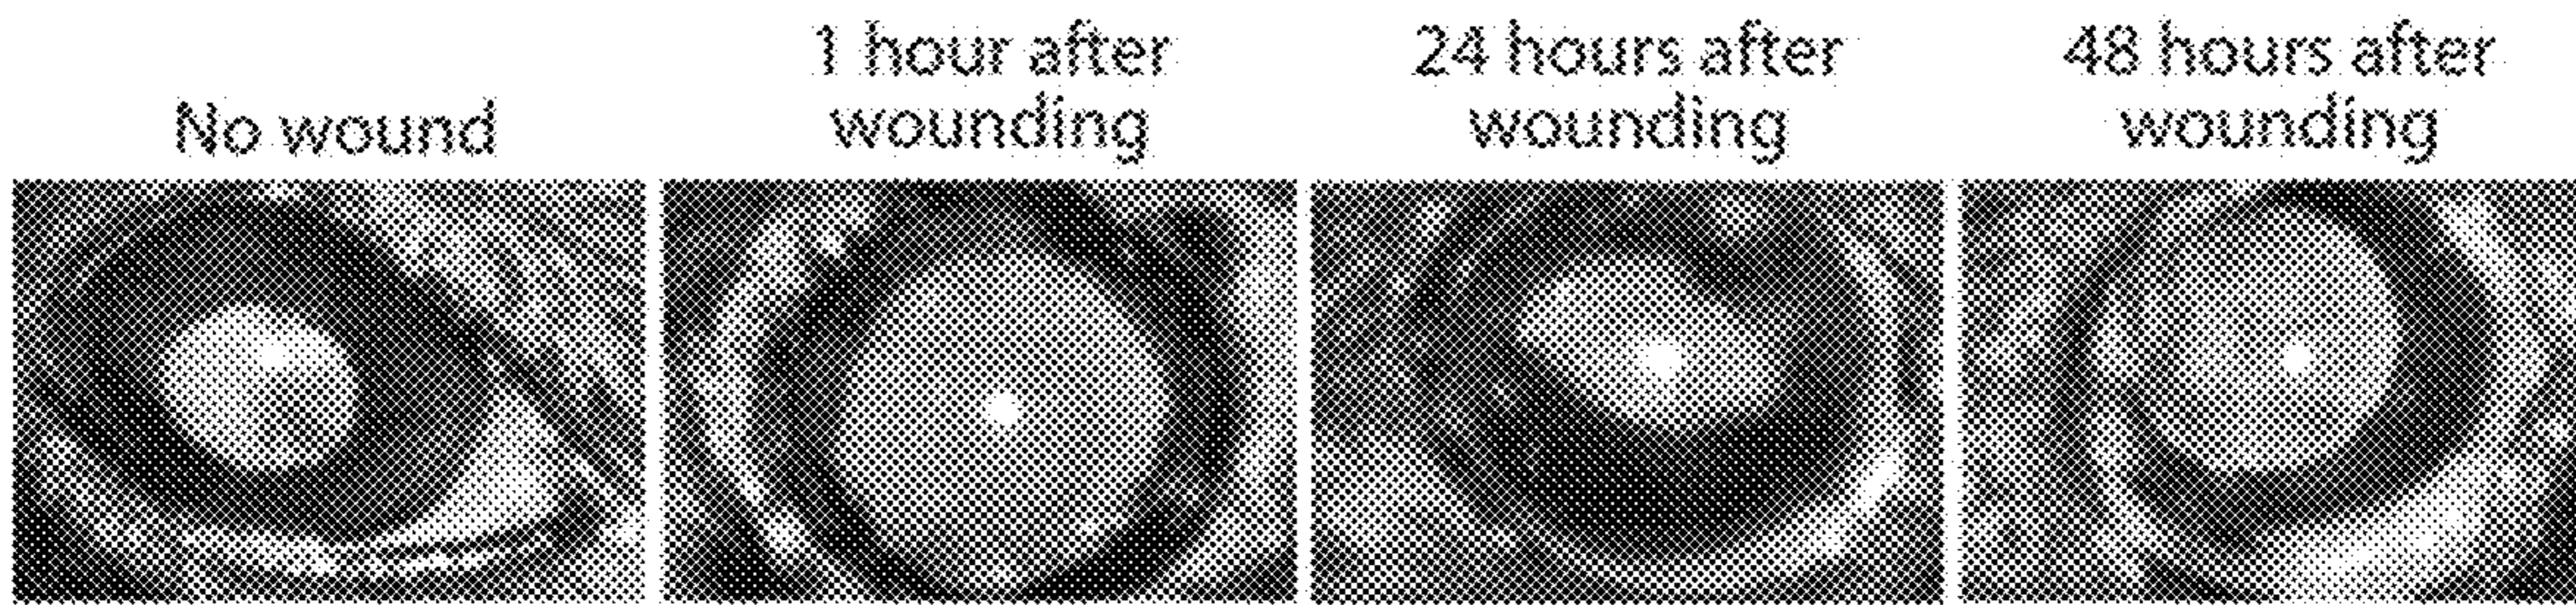 No wound
1 hour after
wounding
24 hours after
wounding
48 hours after
wounding